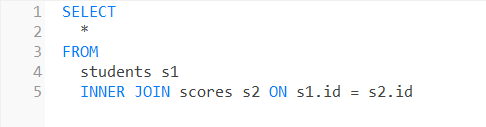 1 SELECT
2   *
3 FROM
4   students s1
5   INNER JOIN scores s2 ON s1.id = s2.id